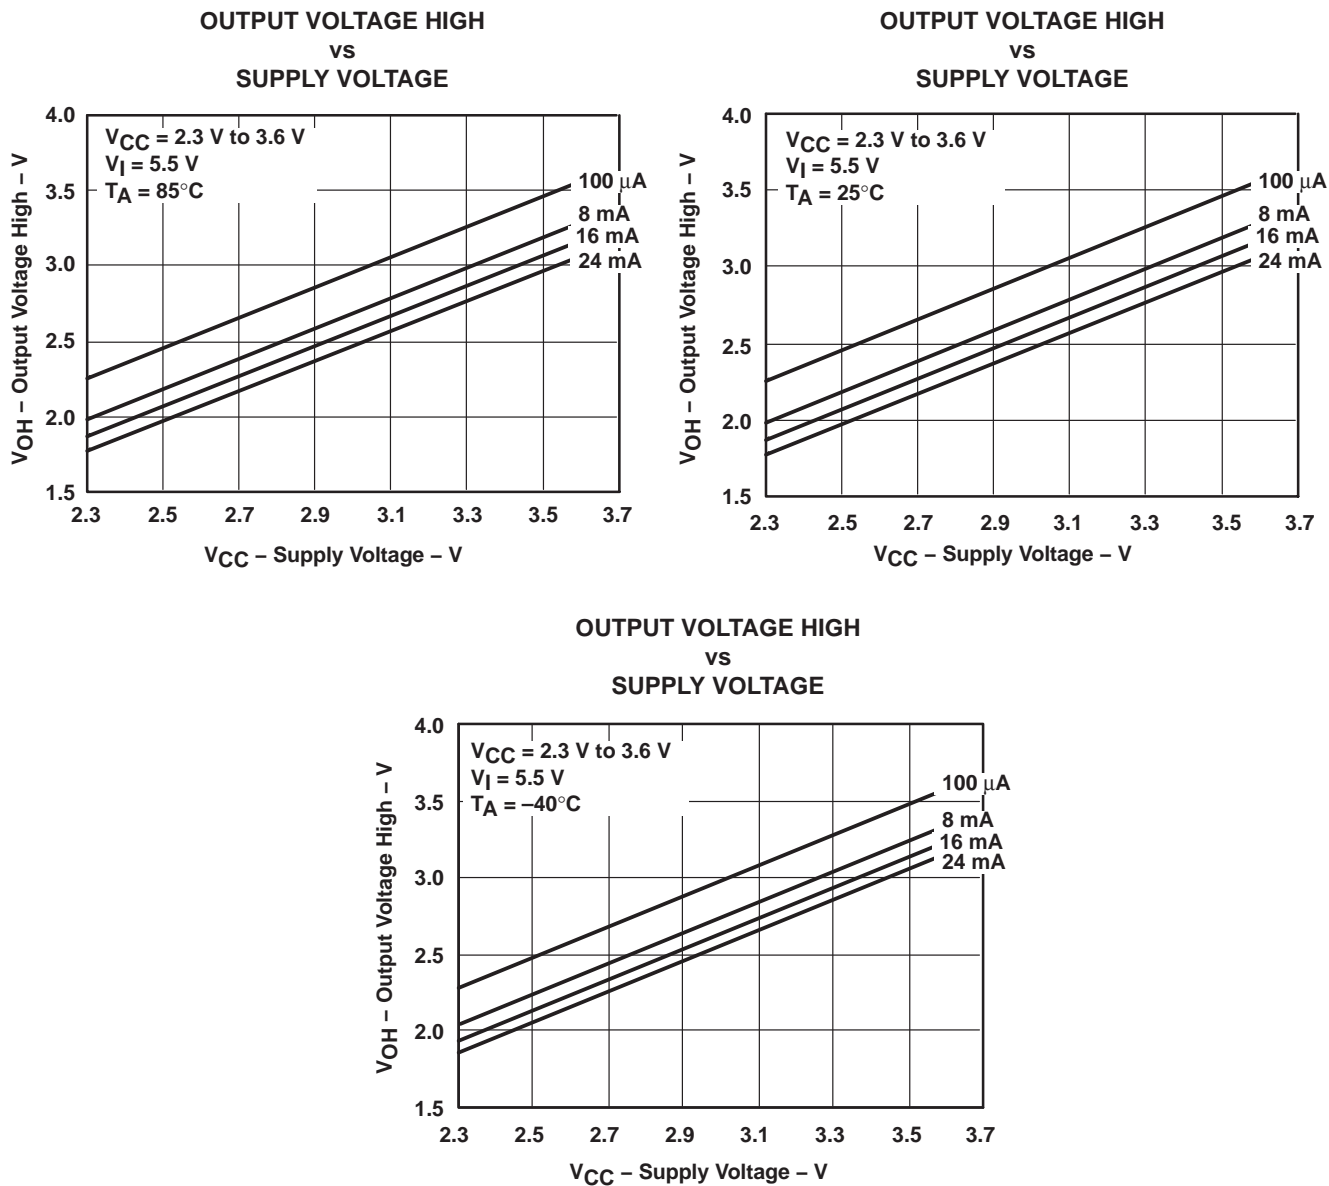 OUTPUT VOLTAGE HIGH
vs
SUPPLY VOLTAGE
4.0
3.5
3.0
2.5
2.0
1.5
VOH – Output Voltage High – V
VCC = 2.3 V to 3.6 V
VI = 5.5 V
TA = 85°C
100 µA
8 mA
16 mA
24 mA
2.3 2.5 2.7 2.9 3.1 3.3 3.5 3.7
VCC – Supply Voltage – V
OUTPUT VOLTAGE HIGH
vs
SUPPLY VOLTAGE
4.0
3.5
3.0
2.5
2.0
1.5
VOH – Output Voltage High – V
VCC = 2.3 V to 3.6 V
VI = 5.5 V
TA = 25°C
100 µA
8 mA
16 mA
24 mA
2.3 2.5 2.7 2.9 3.1 3.3 3.5 3.7
VCC – Supply Voltage – V
OUTPUT VOLTAGE HIGH
vs
SUPPLY VOLTAGE
4.0
3.5
3.0
2.5
2.0
1.5
VOH – Output Voltage High – V
VCC = 2.3 V to 3.6 V
VI = 5.5 V
TA = –40°C
100 µA
8 mA
16 mA
24 mA
2.3 2.5 2.7 2.9 3.1 3.3 3.5 3.7
VCC – Supply Voltage – V